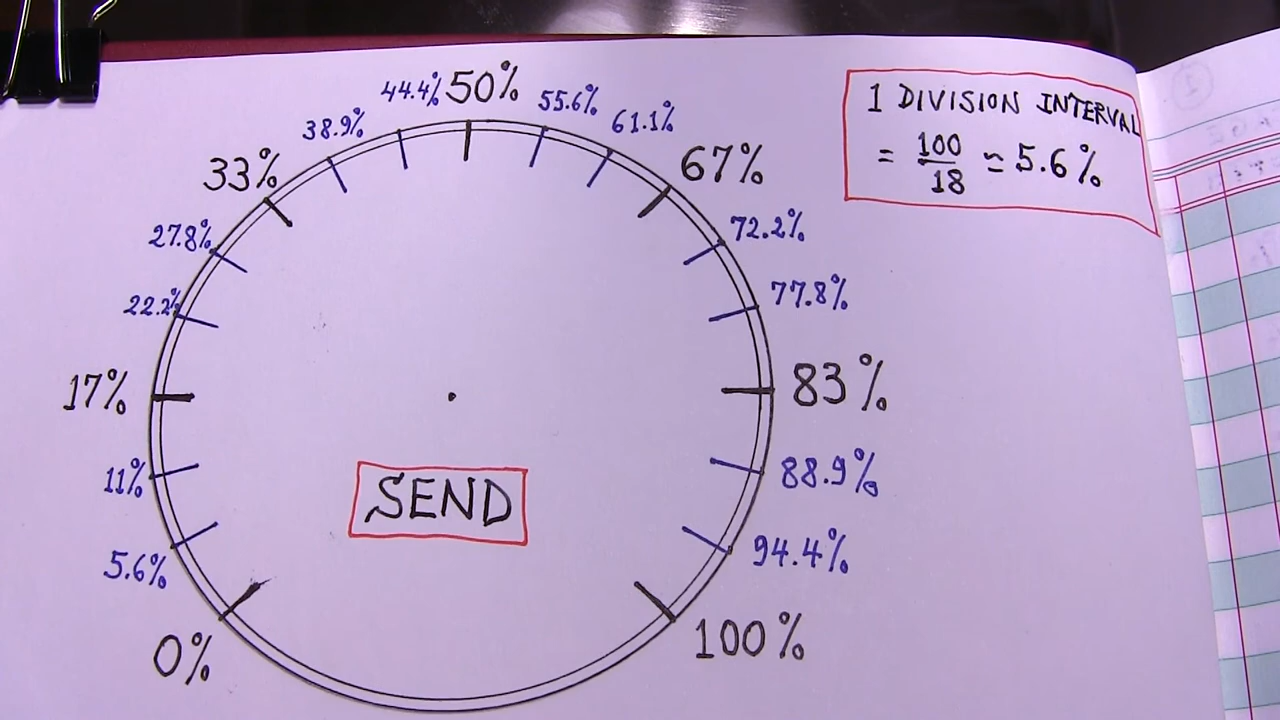 44.4% 50% 55.6%
38.9% 61.1%
33% 67%
27.8% 72.2%
22.2% 77.8%
17% 83%
11% 88.9%
SEND
5.6% 94.4%
0% 100%
1 DIVISION INTERVAL
= 100/18 ≃ 5.6%